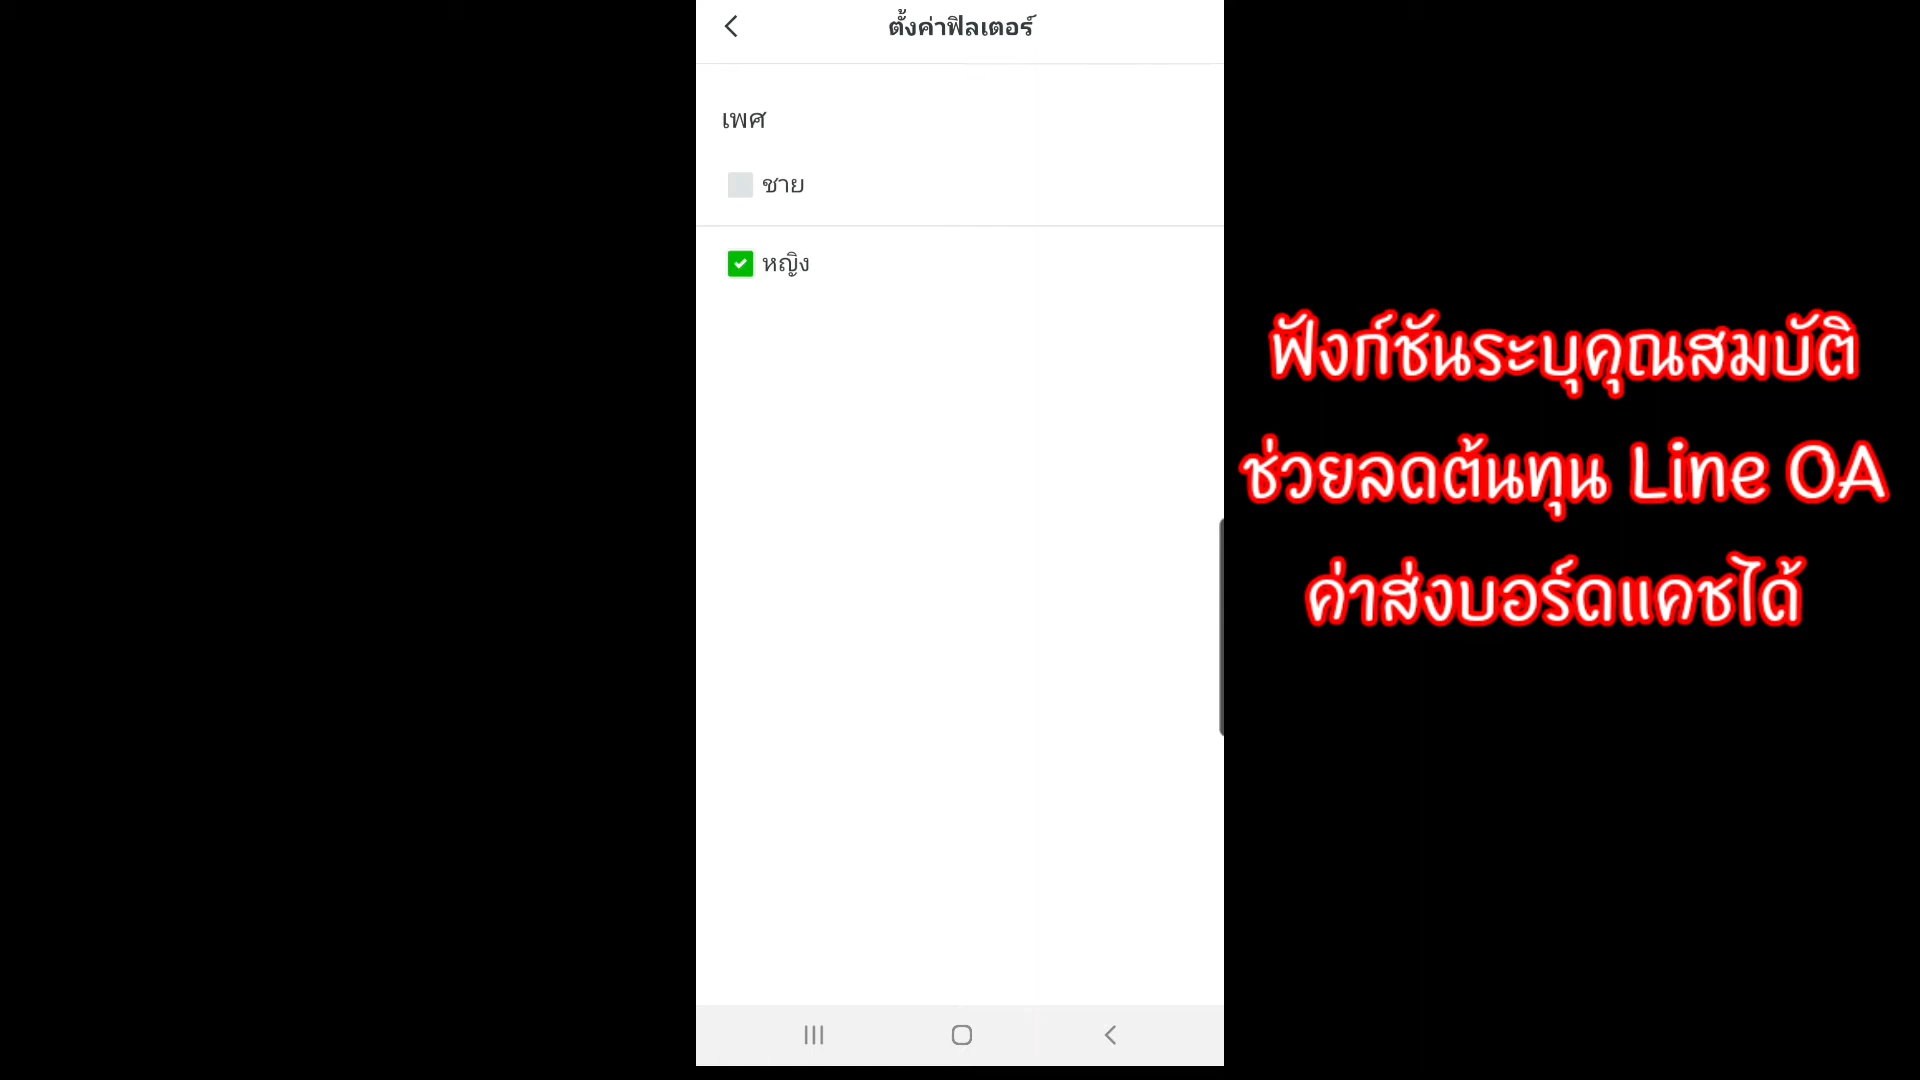 ตั้งค่าฟิลเตอร์
เพศ
ชาย
หญิง
ฟังก์ชันระบุคุณสมบัติ
ช่วยลดต้นทุน Line OA
ค่าส่งบอร์ดแคชได้